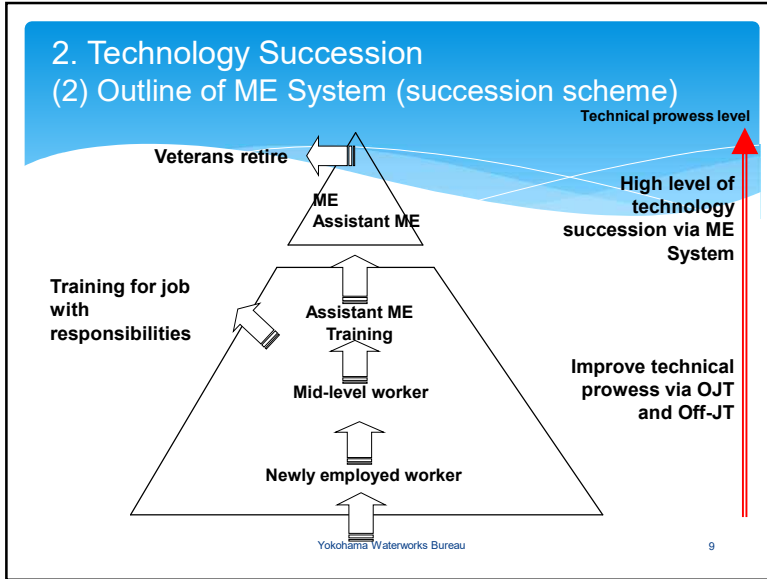 2. Technology Succession
(2) Outline of ME System (succession scheme)
Technical prowess level
Veterans retire
ME
Assistant ME
High level of
technology
succession via ME
System
Training for job
with
responsibilities
Assistant ME
Training
Mid-level worker
Improve technical
prowess via OJT
and Off-JT
Newly employed worker
Yokohama Waterworks Bureau
9